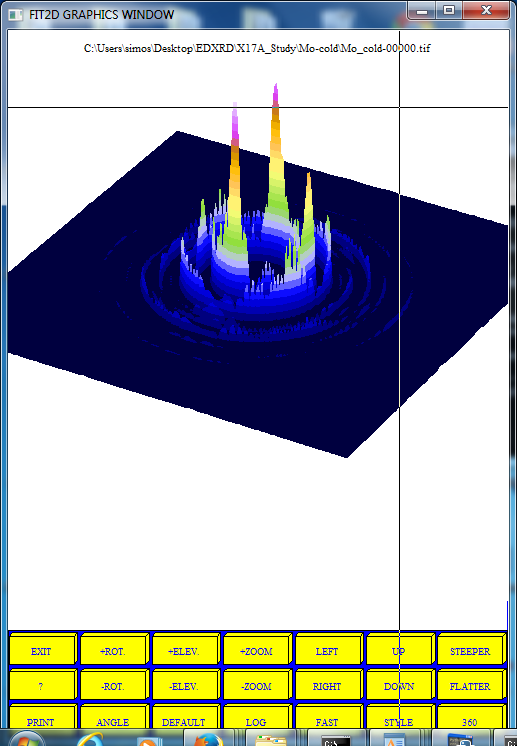 FIT2D GRAPHICS WINDOW
C:\Users\simos\Desktop\EDXRD\X17A_Study\Mo-cold\Mo_cold-00000.tif
EXIT +ROT. +ELEV. +ZOOM LEFT UP STEEPER
? -ROT. -ELEV. -ZOOM RIGHT DOWN FLATTER
PRINT ANGLE DEFAULT LOG FAST STYLE 360